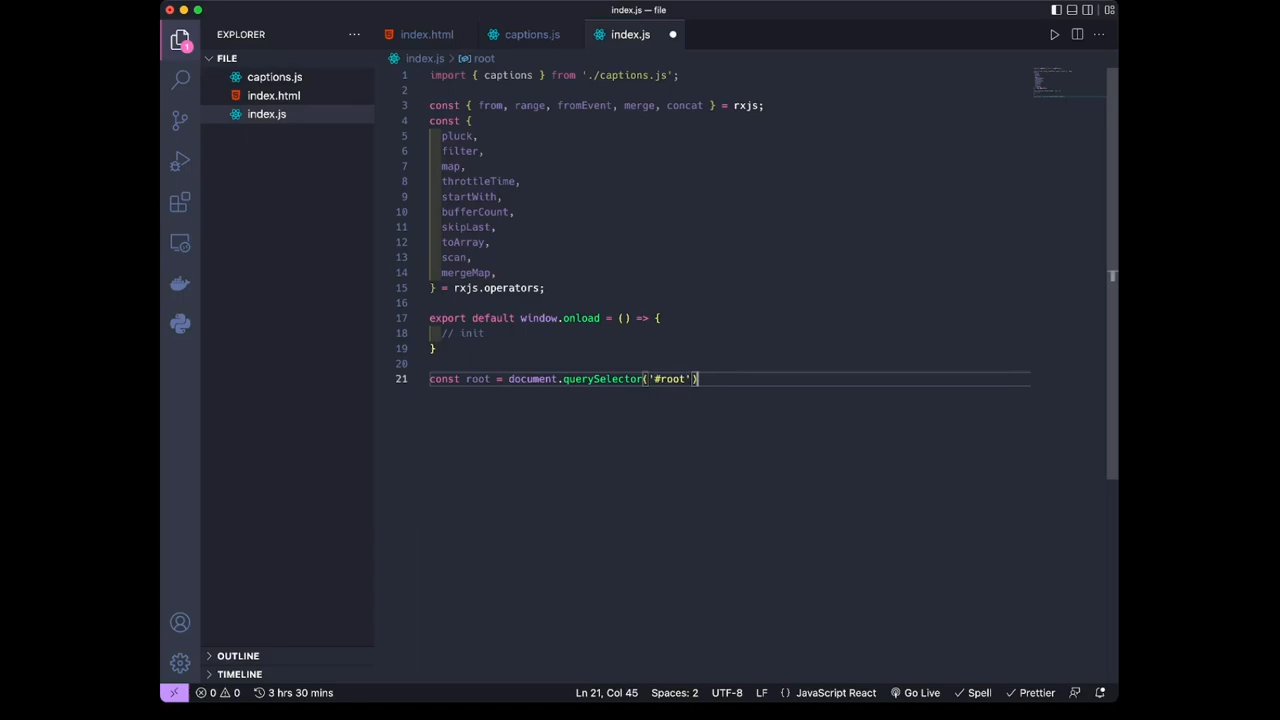 index.js — file
EXPLORER
index.html
captions.js
index.js
FILE
index.js > root
captions.js
index.html
index.js
1 import { captions } from './captions.js';
2
3 const { from, range, fromEvent, merge, concat } = rxjs;
4 const {
5 pluck,
6 filter,
7 map,
8 throttleTime,
9 startWith,
10 bufferCount,
11 skipLast,
12 toArray,
13 scan,
14 mergeMap,
15 } = rxjs.operators;
16
17 export default window.onload = () => {
18 // init
19 }
20
21 const root = document.querySelector('#root')
1
OUTLINE
TIMELINE
0 0 3 hrs 30 mins Ln 21, Col 45 Spaces: 2 UTF-8 LF {} JavaScript React Go Live Spell Prettier